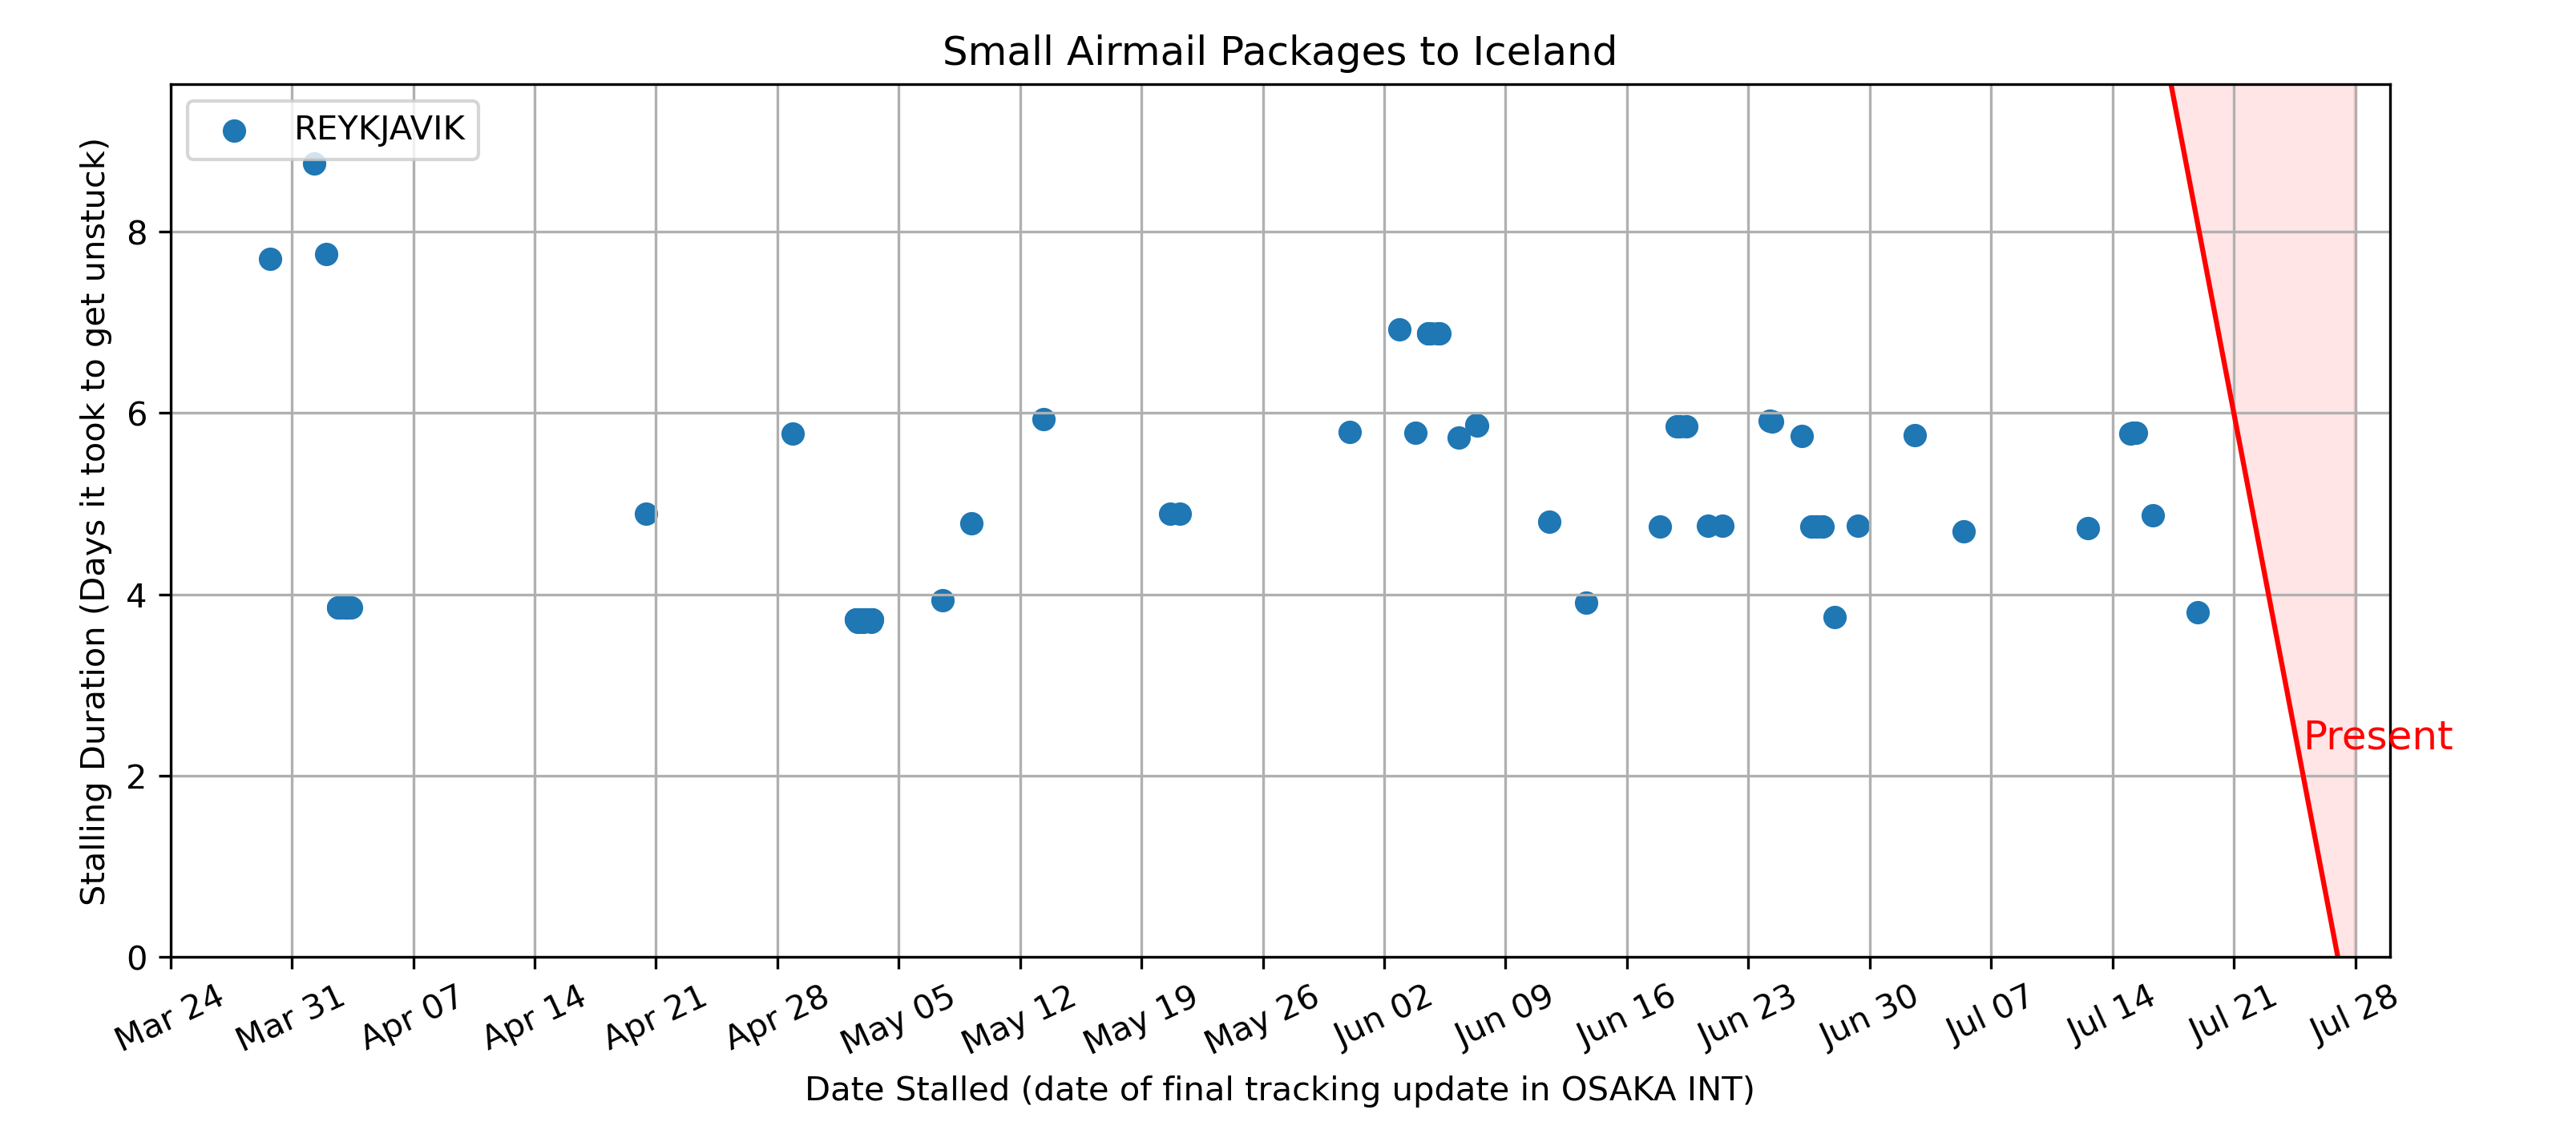 Small Airmail Packages to Iceland
REYKJAVIK
Stalling Duration (Days it took to get unstuck)
8
6
4
2
0
Present
Mar 24
Mar 31
Apr 07
Apr 14
Apr 21
Apr 28
May 05
May 12
May 19
May 26
Jun 02
Jun 09
Jun 16
Jun 23
Jun 30
Jul 07
Jul 14
Jul 21
Jul 28
Date Stalled (date of final tracking update in OSAKA INT)